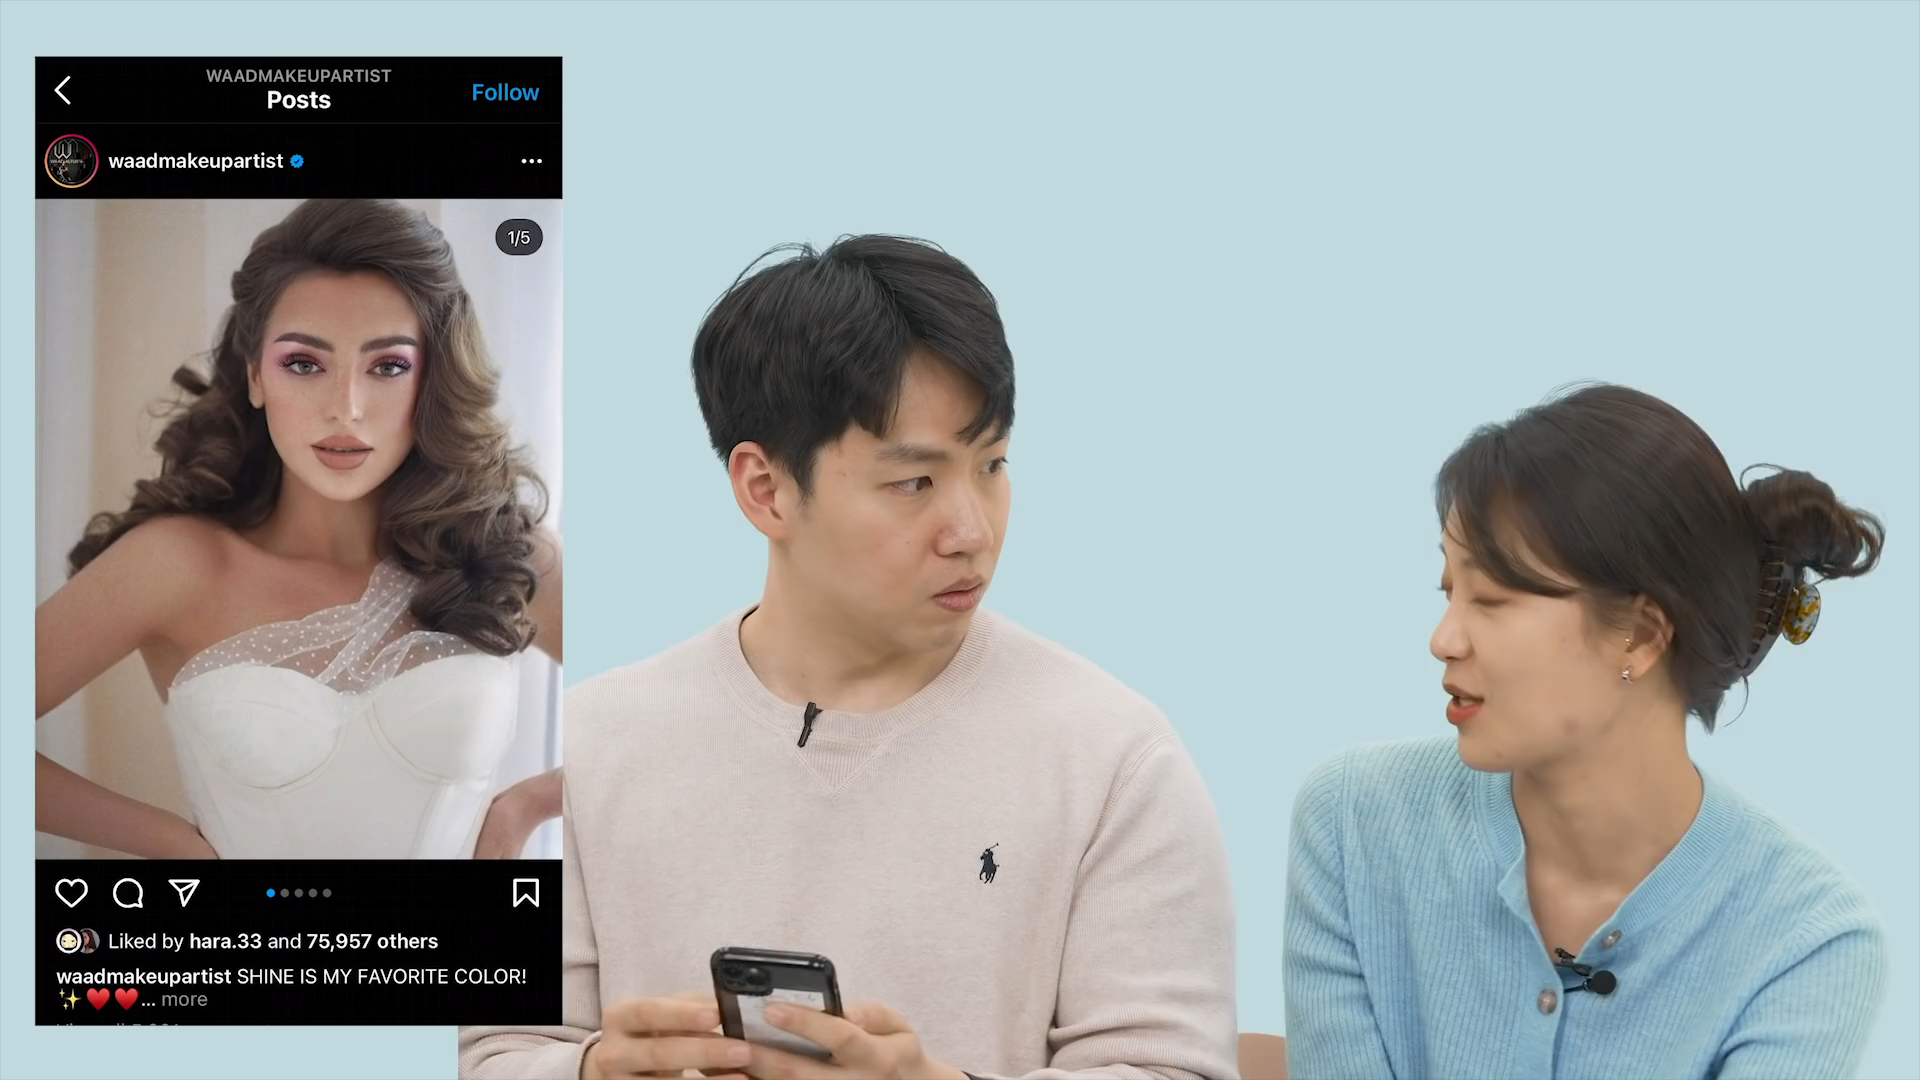 WAADMAKEUPARTIST
Posts
Follow
waadmakeupartist
1/5
Liked by hara.33 and 75,957 others
waadmakeupartist SHINE IS MY FAVORITE COLOR!
✨❤️❤️... more